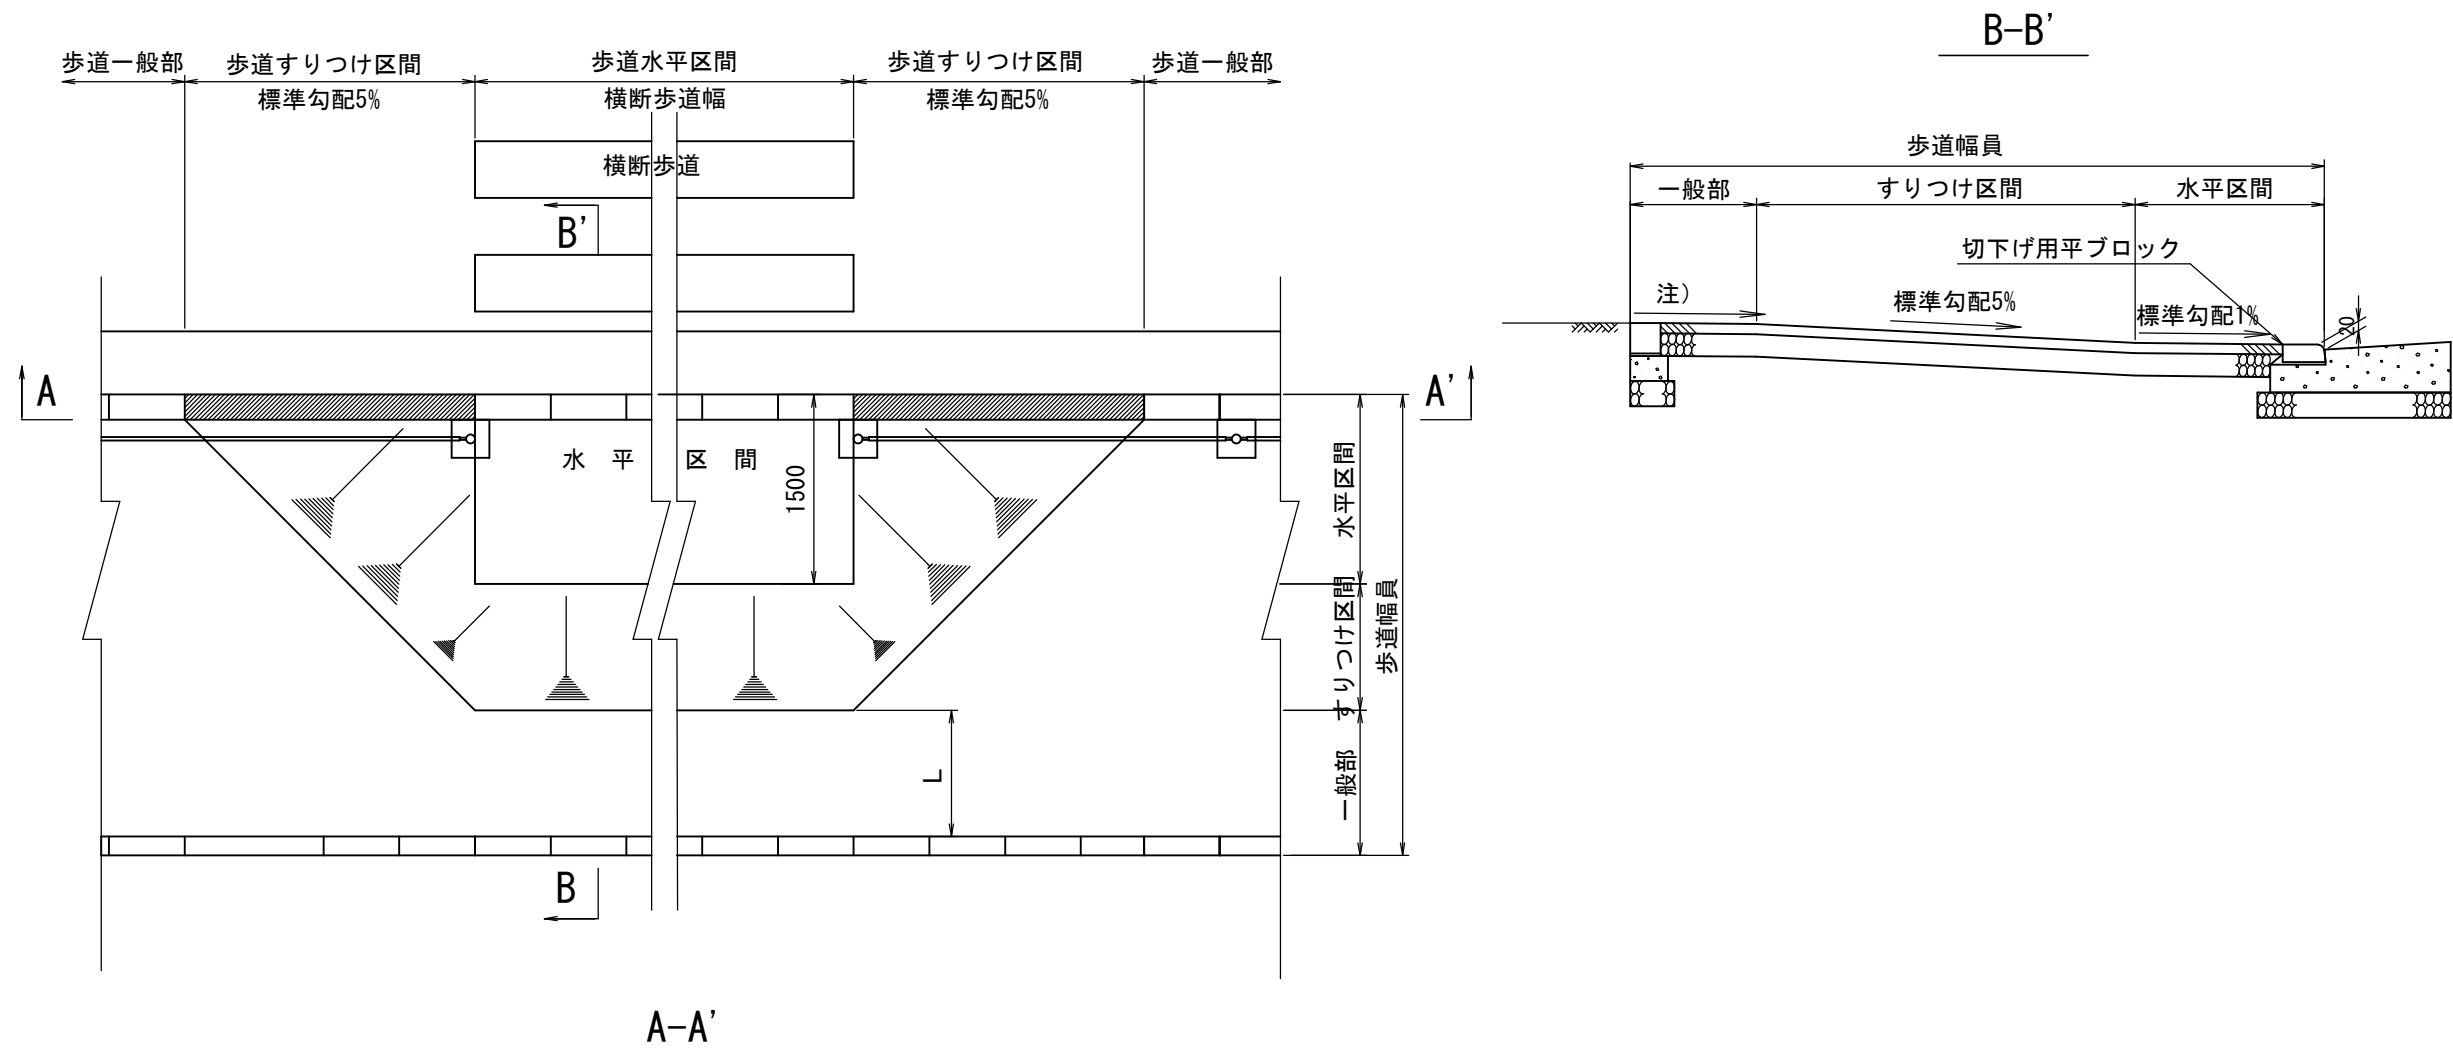 B-B'
歩道一般部
歩道すりつけ区間
歩道水平区間
歩道すりつけ区間
歩道一般部
標準勾配5%
横断歩道幅
標準勾配5%
横断歩道
B'
A
A'
水平区間
1500
水平区間
すりつけ区間
一般部
歩道幅員
L
B
A-A'
歩道幅員
一般部
すりつけ区間
水平区間
切下げ用平ブロック
注)
標準勾配5%
標準勾配1%
20